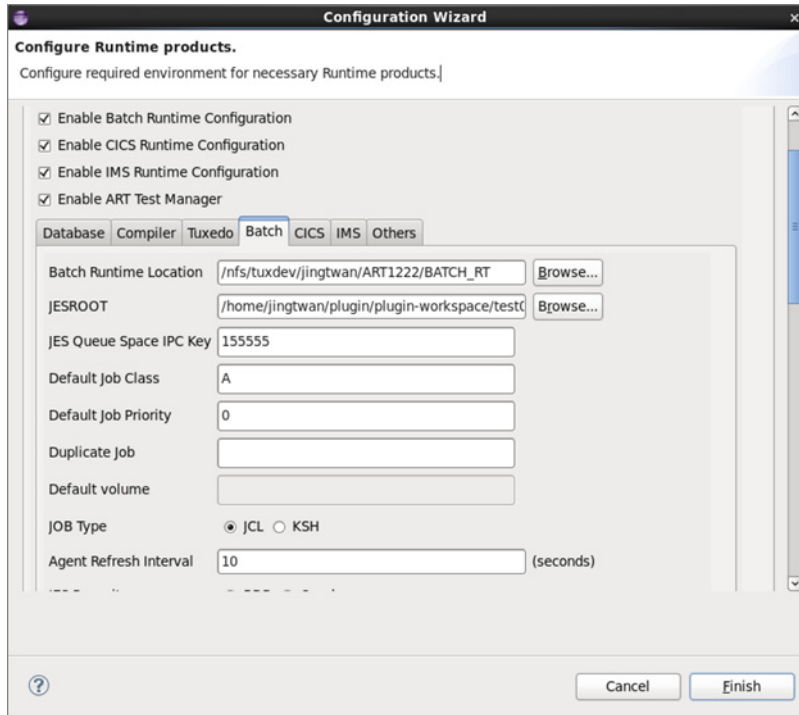 Configuration Wizard
Configure Runtime products.
Configure required environment for necessary Runtime products.
Enable Batch Runtime Configuration
Enable CICS Runtime Configuration
Enable IMS Runtime Configuration
Enable ART Test Manager
Database Compiler Tuxedo Batch CICS IMS Others
Batch Runtime Location /nfs/tuxdev/jingtwan/ART1222/BATCH_RT Browse...
JESROOT /home/jingtwan/plugin/plugin-workspace/test Browse...
JES Queue Space IPC Key 155555
Default Job Class A
Default Job Priority 0
Duplicate Job
Default volume
JOB Type JCL KSH
Agent Refresh Interval 10 (seconds)
Cancel Finish